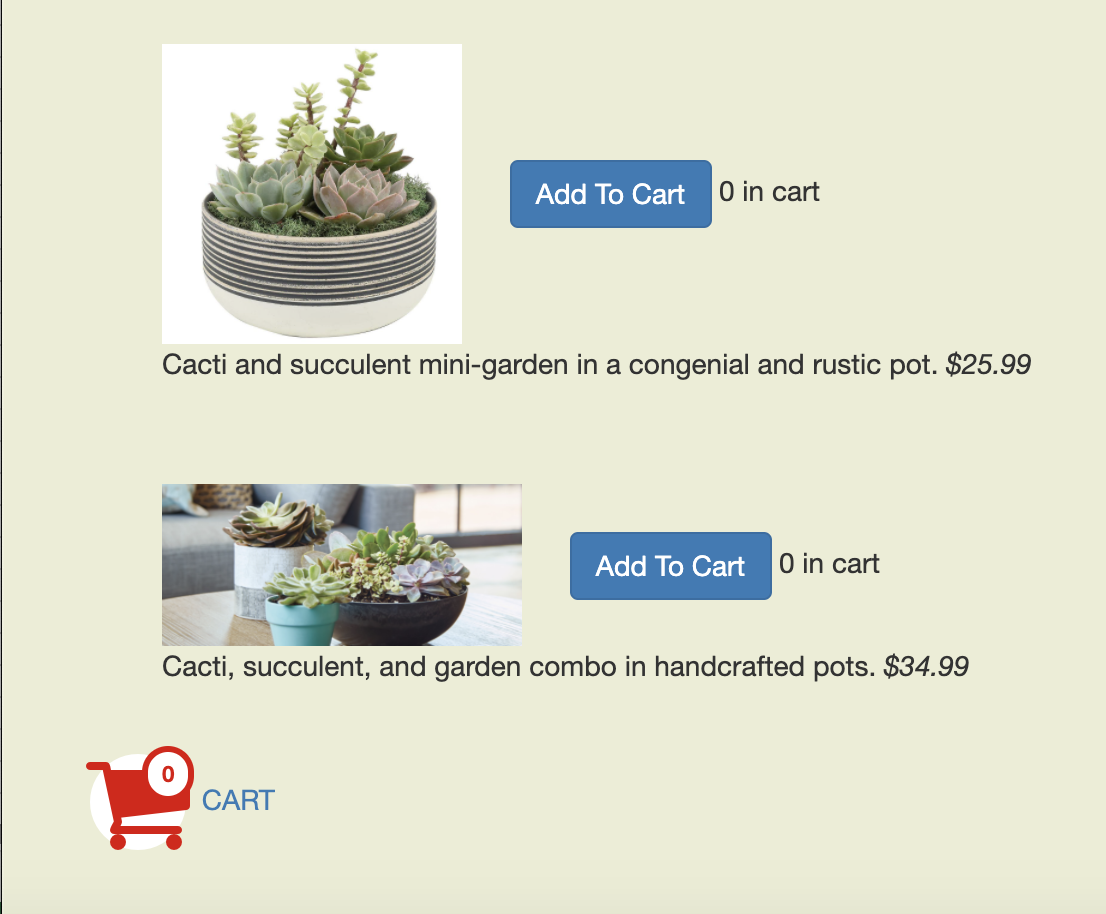 Add To Cart 0 in cart
Cacti and succulent mini-garden in a congenial and rustic pot. $25.99
Add To Cart 0 in cart
Cacti, succulent, and garden combo in handcrafted pots. $34.99
0
CART